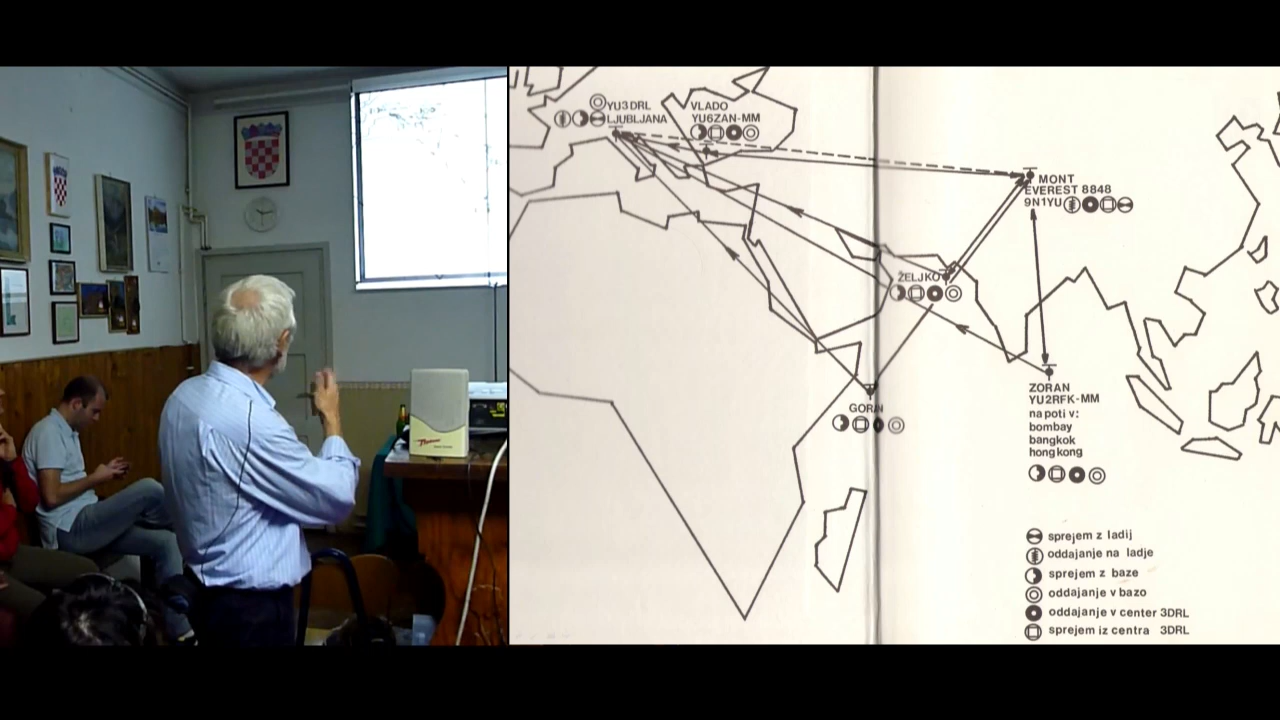 YU3DRL
LJUBLJANA
VLADO
YU6ZAN-MM
MONT
EVEREST 8848
9N1YU
ŽELJKO
GORAN
ZORAN
YU2RFK-MM
na poti v:
bombay
bangkok
hong kong
sprejem z ladij
oddajanje na ladje
sprejem z baze
oddajanje v bazo
oddajanje v center 3DRL
sprejem iz centra 3DRL